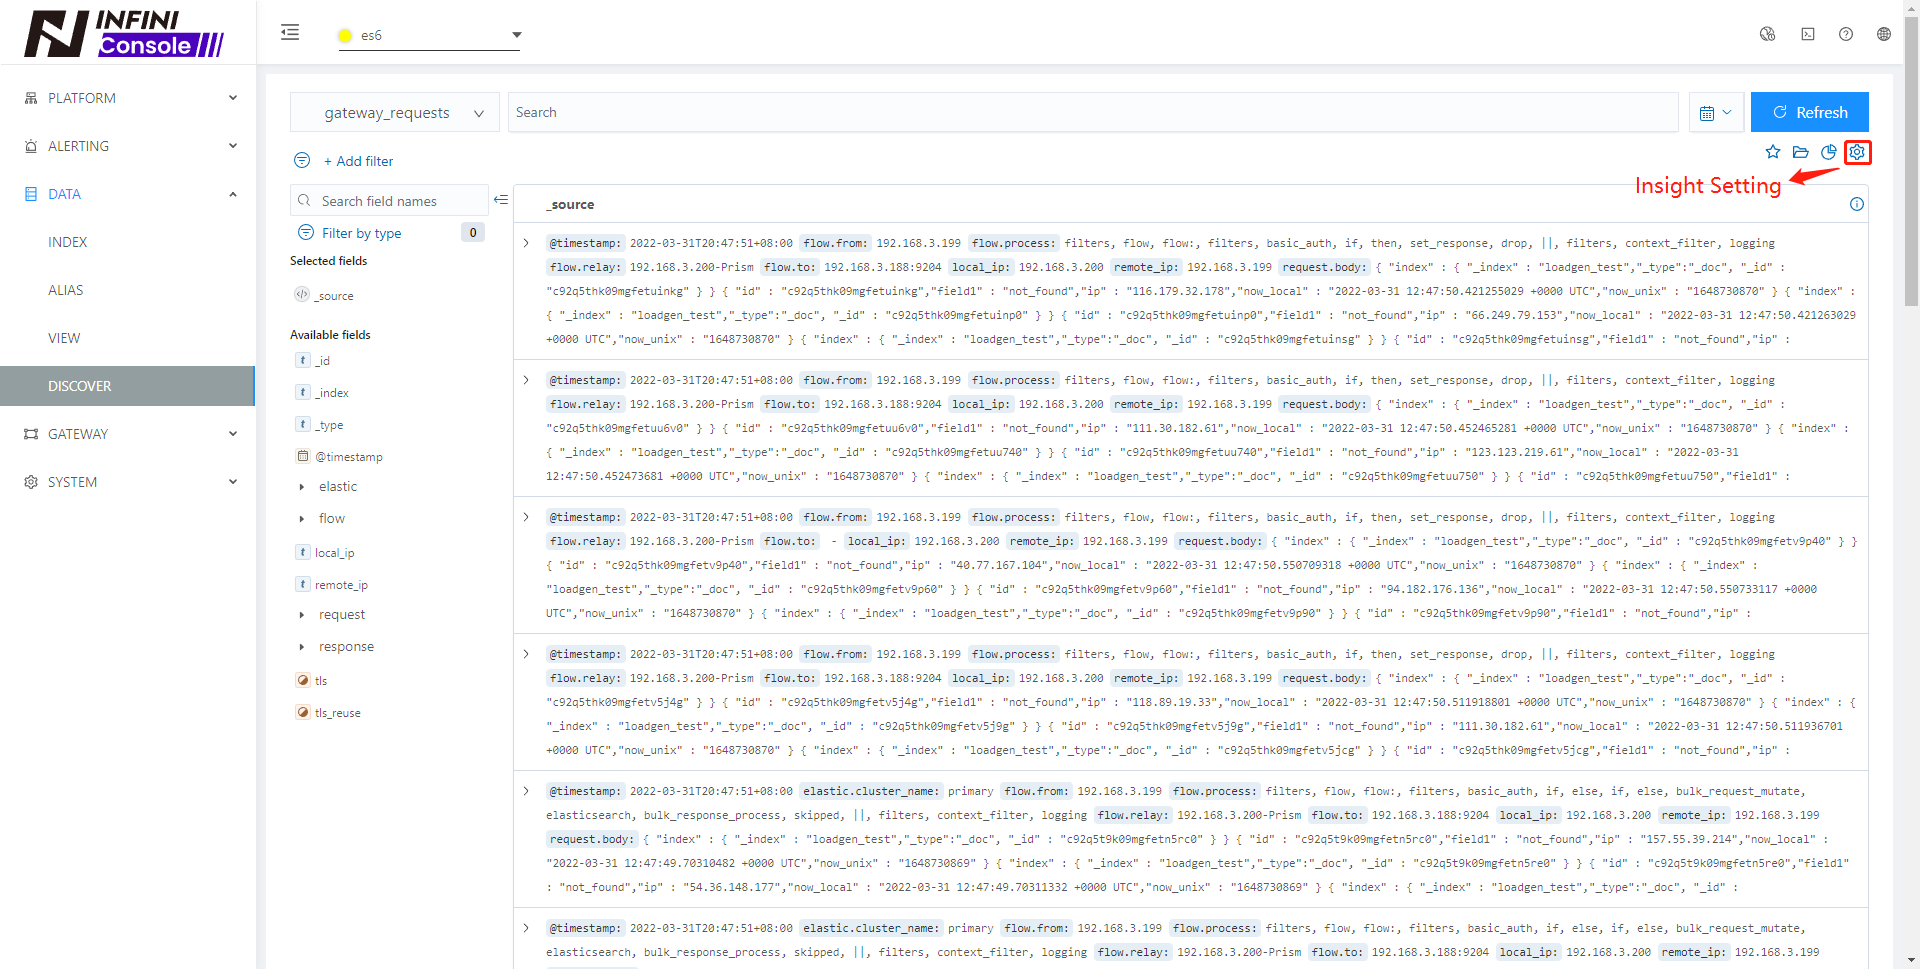 INFINI
Console
es6
PLATFORM
ALERTING
DATA
INDEX
ALIAS
VIEW
DISCOVER
GATEWAY
SYSTEM
gateway_requests
Search
Refresh
+ Add filter
Insight Setting
Search field names
Filter by type
0
Selected fields
_source
Available fields
_id
_index
_type
@timestamp
elastic
flow
local_ip
remote_ip
request
response
tls
tls_reuse
_source
@timestamp: 2022-03-31T20:47:51+08:00 flow.from: 192.168.3.199 flow.process: filters, flow, flow:, filters, basic_auth, if, then, set_response, drop, ||, filters, context_filter, logging
flow.relay: 192.168.3.200-Prism flow.to: 192.168.3.188:9204 local_ip: 192.168.3.200 remote_ip: 192.168.3.199 request.body: { "index" : { "_index" : "loadgen_test","_type":"_doc", "_id" :
"c92q5thk09mgfetuinkg" } } { "id" : "c92q5thk09mgfetuinkg","field1" : "not_found","ip" : "116.179.32.178","now_local" : "2022-03-31 12:47:50.421255029 +0000 UTC","now_unix" : "1648730870" } { "index" :
{ "_index" : "loadgen_test","_type":"_doc", "_id" : "c92q5thk09mgfetuinp0" } } { "id" : "c92q5thk09mgfetuinp0","field1" : "not_found","ip" : "66.249.79.153","now_local" : "2022-03-31 12:47:50.421263029
+0000 UTC","now_unix" : "1648730870" } { "index" : { "_index" : "loadgen_test","_type":"_doc", "_id" : "c92q5thk09mgfetuinsg" } } { "id" : "c92q5thk09mgfetuinsg","field1" : "not_found","ip" :
@timestamp: 2022-03-31T20:47:51+08:00 flow.from: 192.168.3.199 flow.process: filters, flow, flow:, filters, basic_auth, if, then, set_response, drop, ||, filters, context_filter, logging
flow.relay: 192.168.3.200-Prism flow.to: 192.168.3.188:9204 local_ip: 192.168.3.200 remote_ip: 192.168.3.199 request.body: { "index" : { "_index" : "loadgen_test","_type":"_doc", "_id" :
"c92q5thk09mgfetuu6v0" } } { "id" : "c92q5thk09mgfetuu6v0","field1" : "not_found","ip" : "111.30.182.61","now_local" : "2022-03-31 12:47:50.452465281 +0000 UTC","now_unix" : "1648730870" } { "index" :
{ "_index" : "loadgen_test","_type":"_doc", "_id" : "c92q5thk09mgfetuu740" } } { "id" : "c92q5thk09mgfetuu740","field1" : "not_found","ip" : "123.123.219.61","now_local" : "2022-03-31
12:47:50.452473681 +0000 UTC","now_unix" : "1648730870" } { "index" : { "_index" : "loadgen_test","_type":"_doc", "_id" : "c92q5thk09mgfetuu750" } } { "id" : "c92q5thk09mgfetuu750","field1" :
@timestamp: 2022-03-31T20:47:51+08:00 flow.from: 192.168.3.199 flow.process: filters, flow, flow:, filters, basic_auth, if, then, set_response, drop, ||, filters, context_filter, logging
flow.relay: 192.168.3.200-Prism flow.to: - local_ip: 192.168.3.200 remote_ip: 192.168.3.199 request.body: { "index" : { "_index" : "loadgen_test","_type":"_doc", "_id" : "c92q5thk09mgfetv9p40" } }
{ "id" : "c92q5thk09mgfetv9p40","field1" : "not_found","ip" : "40.77.167.104","now_local" : "2022-03-31 12:47:50.550709318 +0000 UTC","now_unix" : "1648730870" } { "index" : { "_index" :
"loadgen_test","_type":"_doc", "_id" : "c92q5thk09mgfetv9p60" } } { "id" : "c92q5thk09mgfetv9p60","field1" : "not_found","ip" : "94.182.176.136","now_local" : "2022-03-31 12:47:50.550733117 +0000
UTC","now_unix" : "1648730870" } { "index" : { "_index" : "loadgen_test","_type":"_doc", "_id" : "c92q5thk09mgfetv9p90" } } { "id" : "c92q5thk09mgfetv9p90","field1" : "not_found","ip" :
@timestamp: 2022-03-31T20:47:51+08:00 flow.from: 192.168.3.199 flow.process: filters, flow, flow:, filters, basic_auth, if, then, set_response, drop, ||, filters, context_filter, logging
flow.relay: 192.168.3.200-Prism flow.to: 192.168.3.188:9204 local_ip: 192.168.3.200 remote_ip: 192.168.3.199 request.body: { "index" : { "_index" : "loadgen_test","_type":"_doc", "_id" :
"c92q5thk09mgfetv5j4g" } } { "id" : "c92q5thk09mgfetv5j4g","field1" : "not_found","ip" : "118.89.19.33","now_local" : "2022-03-31 12:47:50.511918801 +0000 UTC","now_unix" : "1648730870" } { "index" : {
"_index" : "loadgen_test","_type":"_doc", "_id" : "c92q5thk09mgfetv5j9g" } } { "id" : "c92q5thk09mgfetv5j9g","field1" : "not_found","ip" : "111.30.182.61","now_local" : "2022-03-31 12:47:50.511936701
+0000 UTC","now_unix" : "1648730870" } { "index" : { "_index" : "loadgen_test","_type":"_doc", "_id" : "c92q5thk09mgfetv5jcg" } } { "id" : "c92q5thk09mgfetv5jcg","field1" : "not_found","ip" :
@timestamp: 2022-03-31T20:47:51+08:00 elastic.cluster_name: primary flow.from: 192.168.3.199 flow.process: filters, flow, flow:, filters, basic_auth, if, else, if, else, bulk_request_mutate,
elasticsearch, bulk_response_process, skipped, ||, filters, context_filter, logging flow.relay: 192.168.3.200-Prism flow.to: 192.168.3.188:9204 local_ip: 192.168.3.200 remote_ip: 192.168.3.199
request.body: { "index" : { "_index" : "loadgen_test","_type":"_doc", "_id" : "c92q5t9k09mgfetn5rc0" } } { "id" : "c92q5t9k09mgfetn5rc0","field1" : "not_found","ip" : "157.55.39.214","now_local" :
"2022-03-31 12:47:49.70310482 +0000 UTC","now_unix" : "1648730869" } { "index" : { "_index" : "loadgen_test","_type":"_doc", "_id" : "c92q5t9k09mgfetn5re0" } } { "id" : "c92q5t9k09mgfetn5re0","field1"
: "not_found","ip" : "54.36.148.177","now_local" : "2022-03-31 12:47:49.70311332 +0000 UTC","now_unix" : "1648730869" } { "index" : { "_index" : "loadgen_test","_type":"_doc", "_id" :
@timestamp: 2022-03-31T20:47:51+08:00 elastic.cluster_name: primary flow.from: 192.168.3.199 flow.process: filters, flow, flow:, filters, basic_auth, if, else, if, else, bulk_request_mutate,
elasticsearch, bulk_response_process, skipped, ||, filters, context_filter, logging flow.relay: 192.168.3.200-Prism flow.to: 192.168.3.188:9204 local_ip: 192.168.3.200 remote_ip: 192.168.3.199